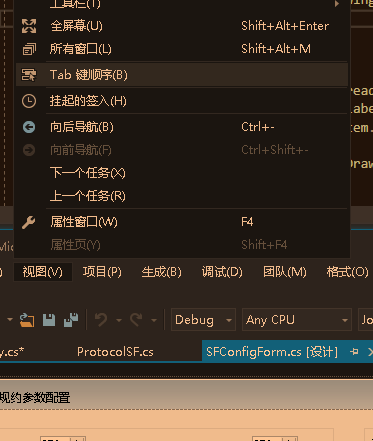 工具栏(T)
全屏幕(U) Shift+Alt+Enter
所有窗口(L) Shift+Alt+M
Tab 键顺序(B)
挂起的签入(H)
向后导航(B) Ctrl+-
向前导航(F) Ctrl+Shift+-
下一个任务(X)
上一个任务(R)
属性窗口(W) F4
属性页(Y) Shift+F4
read
labe
tem.
Draw
Mic
) 视图(V) 项目(P) 生成(B) 调试(D) 团队(M) 格式(O)
Debug Any CPU Jo
y.cs* ProtocolSF.cs SFConfigForm.cs [设计]
规约参数配置